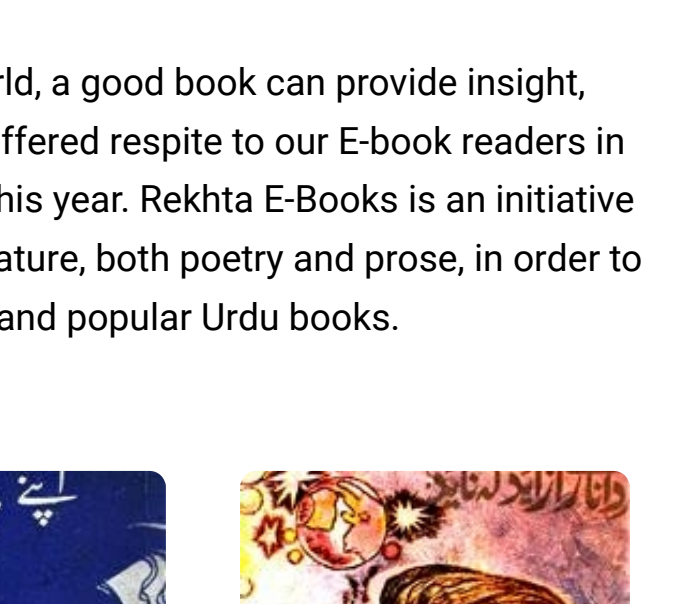 rld, a good book can provide insight,
ffered respite to our E-book readers in
his year. Rekhta E-Books is an initiative
ature, both poetry and prose, in order to
and popular Urdu books.
اپنے